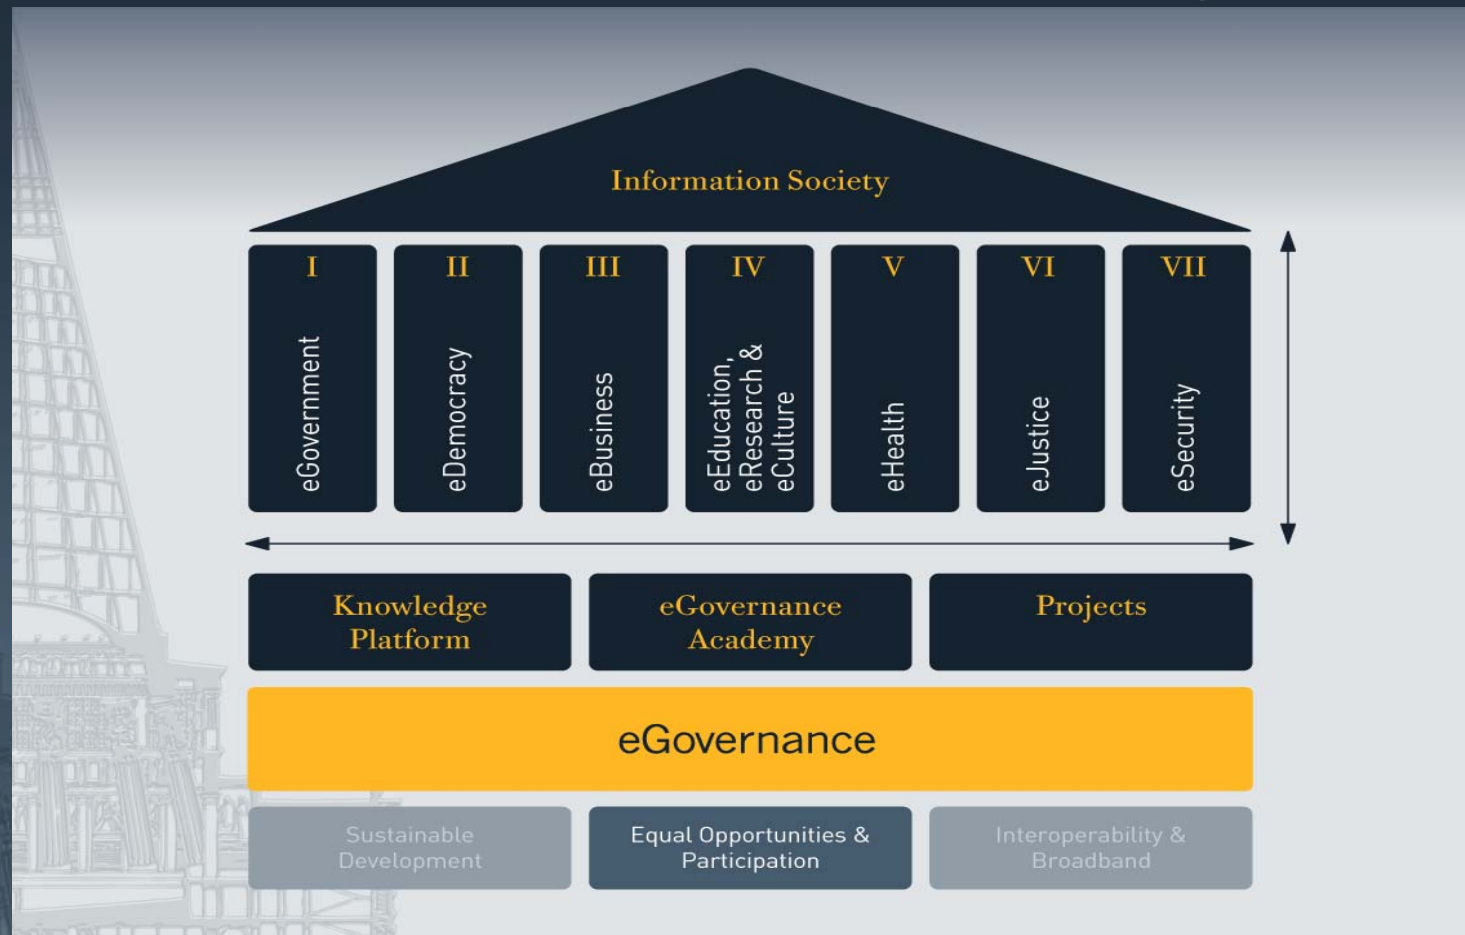 Information Society
I
II
III
IV
V
VI
VII
eGovernment
eDemocracy
eBusiness
eEducation,
eResearch &
eCulture
eHealth
eJustice
eSecurity
Knowledge
Platform
eGovernance
Academy
Projects
eGovernance
Sustainable
Development
Equal Opportunities &
Participation
Interoperability &
Broadband